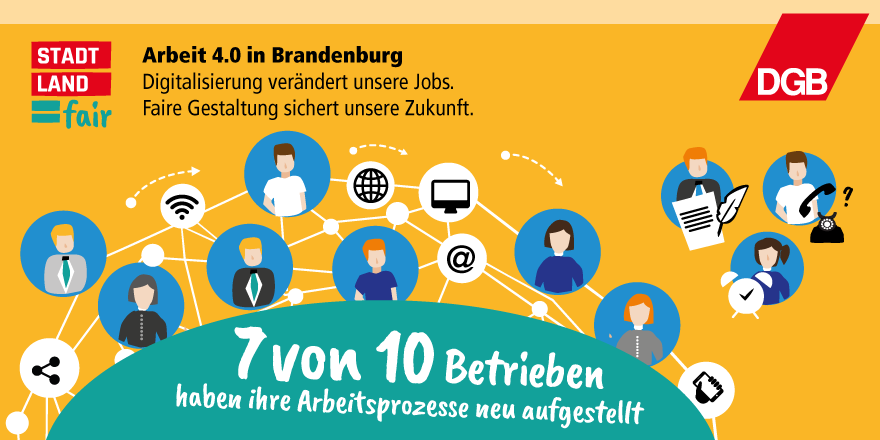 STADT
LAND
=fair
Arbeit 4.0 in Brandenburg
Digitalisierung verändert unsere Jobs.
Faire Gestaltung sichert unsere Zukunft.
DGB
@
?
7 von 10 Betrieben
haben ihre Arbeitsprozesse neu aufgestellt